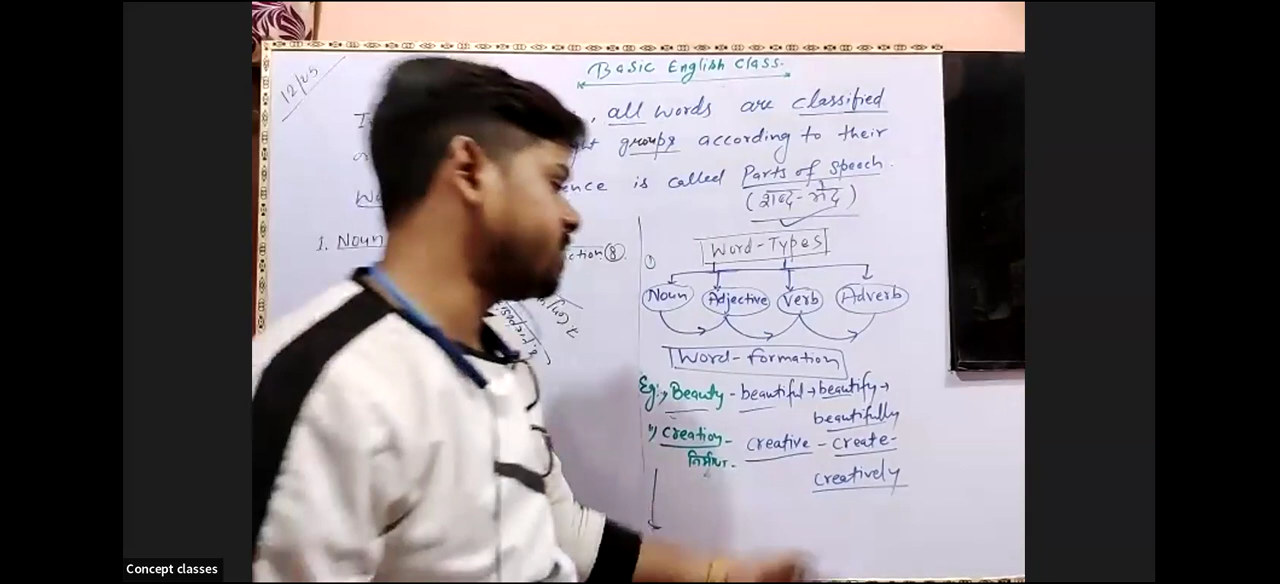 12/25
Basic English Class.
, all words are classified
groups according to their
ence is called Parts of speech.
(शब्द-भेद)
1. Noun
ction 8.
① Word-Types
Noun Adjective Verb Adverb
Word-formation
Eg:, Beauty - beautiful → beautify →
beautifully
") Creation - creative - create -
निर्माण.
creatively
Concept classes